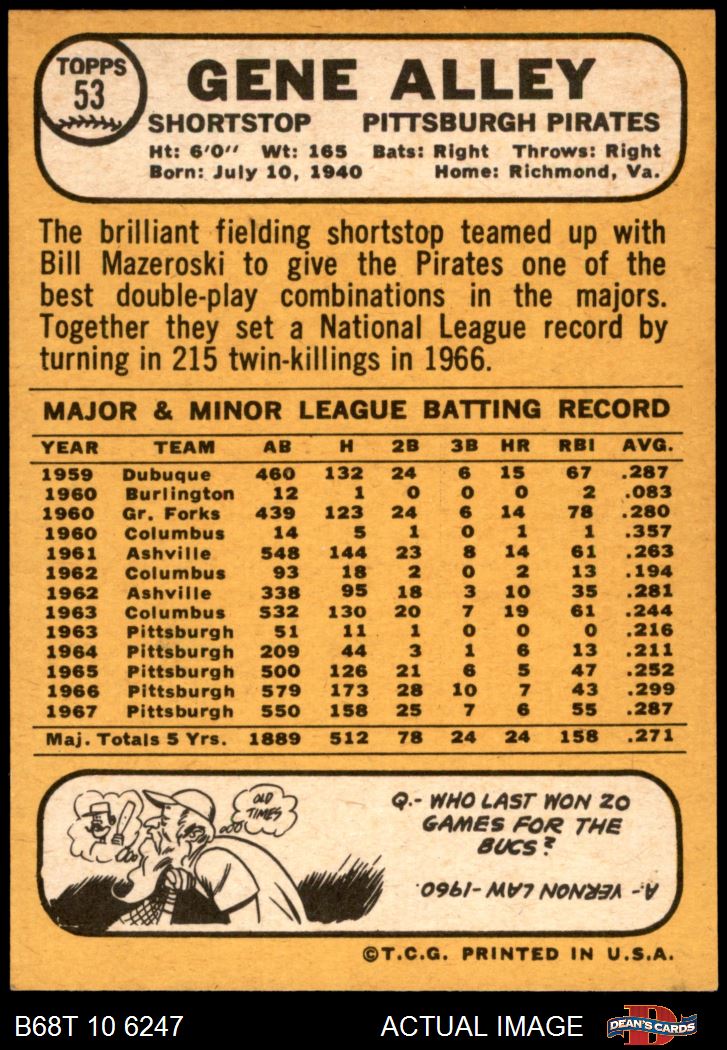 TOPPS
53
GENE ALLEY
SHORTSTOP PITTSBURGH PIRATES
Ht: 6'0" Wt: 165 Bats: Right Throws: Right
Born: July 10, 1940 Home: Richmond, Va.
The brilliant fielding shortstop teamed up with
Bill Mazeroski to give the Pirates one of the
best double-play combinations in the majors.
Together they set a National League record by
turning in 215 twin-killings in 1966.
MAJOR & MINOR LEAGUE BATTING RECORD
YEAR TEAM AB H 2B 3B HR RBI AVG.
1959 Dubuque 460 132 24 6 15 67 .287
1960 Burlington 12 1 0 0 0 2 .083
1960 Gr. Forks 439 123 24 6 14 78 .280
1960 Columbus 14 5 1 0 1 1 .357
1961 Ashville 548 144 23 8 14 61 .263
1962 Columbus 93 18 2 0 2 13 .194
1962 Ashville 338 95 18 3 10 35 .281
1963 Columbus 532 130 20 7 19 61 .244
1963 Pittsburgh 51 11 1 0 0 0 .216
1964 Pittsburgh 209 44 3 1 6 13 .211
1965 Pittsburgh 500 126 21 6 5 47 .252
1966 Pittsburgh 579 173 28 10 7 43 .299
1967 Pittsburgh 550 158 25 7 6 55 .287
Maj. Totals 5 Yrs. 1889 512 78 24 24 158 .271
OLD
TIMES
Q.- WHO LAST WON 20
GAMES FOR THE
BUCS?
A- VERNON LAW-1960
©T.C.G. PRINTED IN U.S.A.
B68T 10 6247 ACTUAL IMAGE
D
DEAN'S CARDS